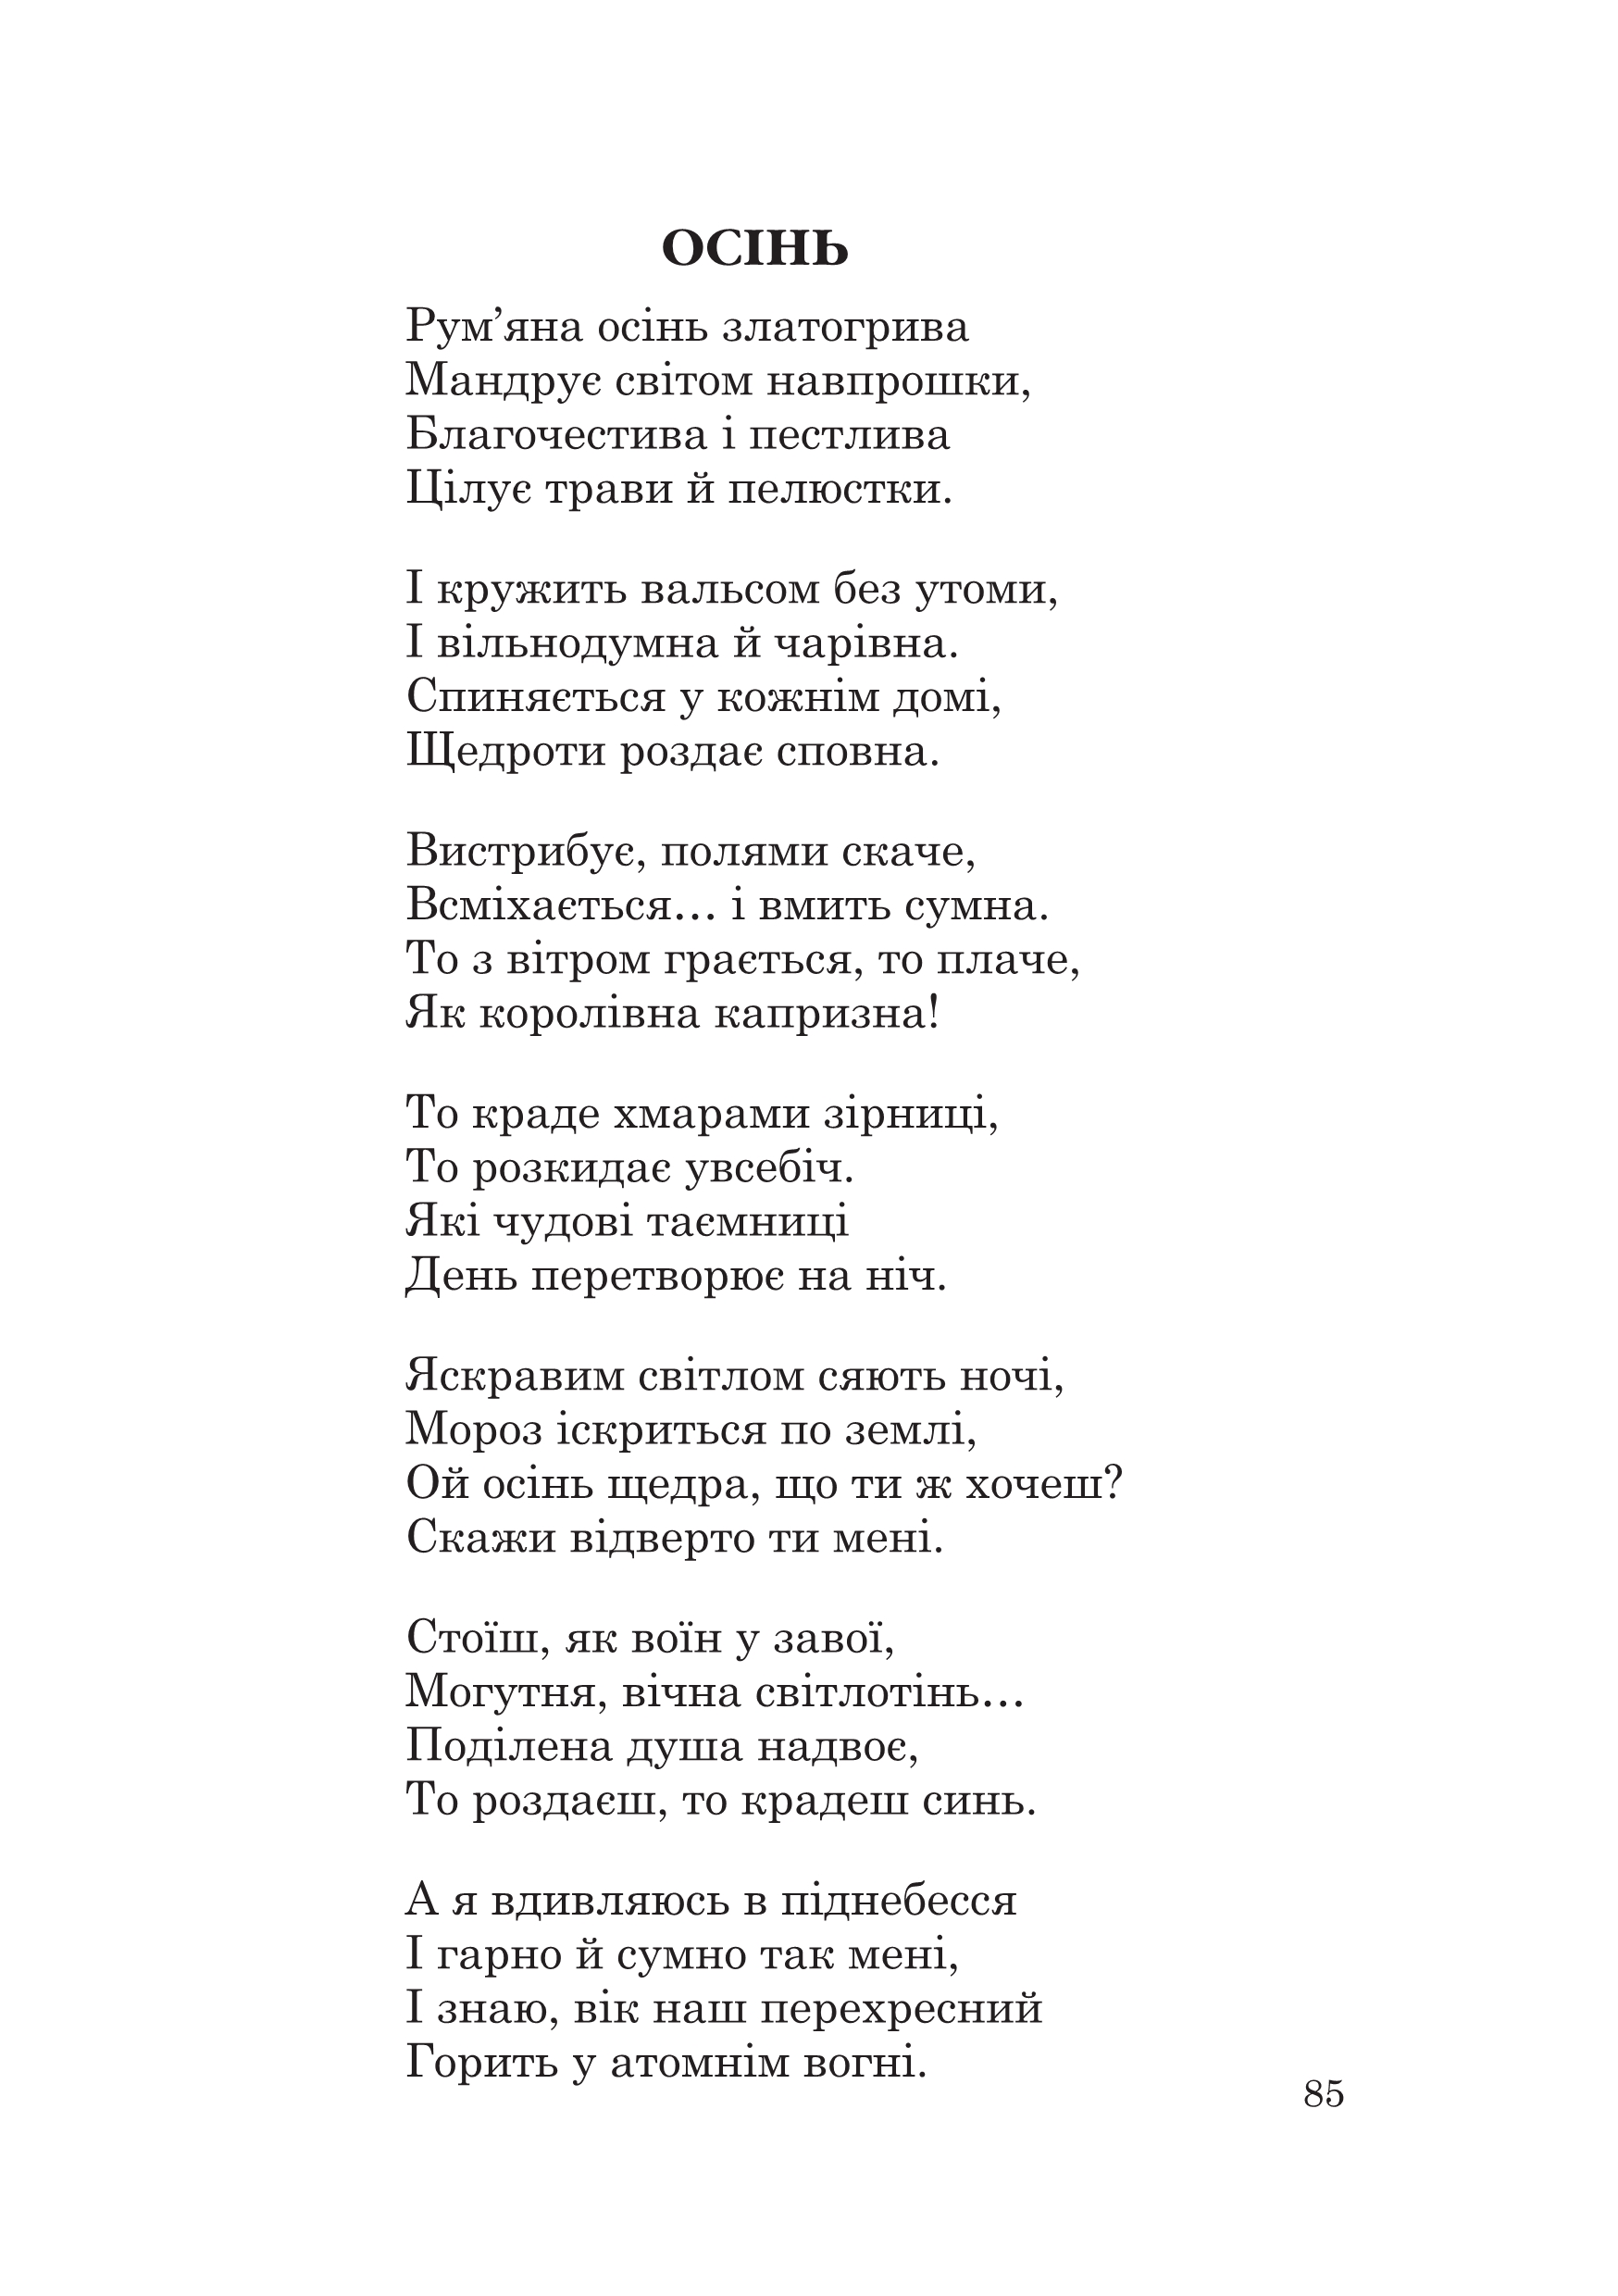 ОСІНЬ
Рум’яна осінь златогрива
Мандрує світом навпрошки,
Благочестива і пестлива
Цілує трави й пелюстки.
І кружить вальсом без утоми,
І вільнодумна й чарівна.
Спиняється у кожнім домі,
Щедроти роздає сповна.
Вистрибує, полями скаче,
Всміхається… і вмить сумна.
То з вітром грається, то плаче,
Як королівна капризна!
То краде хмарами зірниці,
То розкидає увсебіч.
Які чудові таємниці
День перетворює на ніч.
Яскравим світлом сяють ночі,
Мороз іскриться по землі,
Ой осінь щедра, що ти ж хочеш?
Скажи відверто ти мені.
Стоїш, як воїн у завої,
Могутня, вічна світлотінь…
Поділена душа надвоє,
То роздаєш, то крадеш синь.
А я вдивляюсь в піднебесся
І гарно й сумно так мені,
І знаю, вік наш перехресний
Горить у атомнім вогні.
85